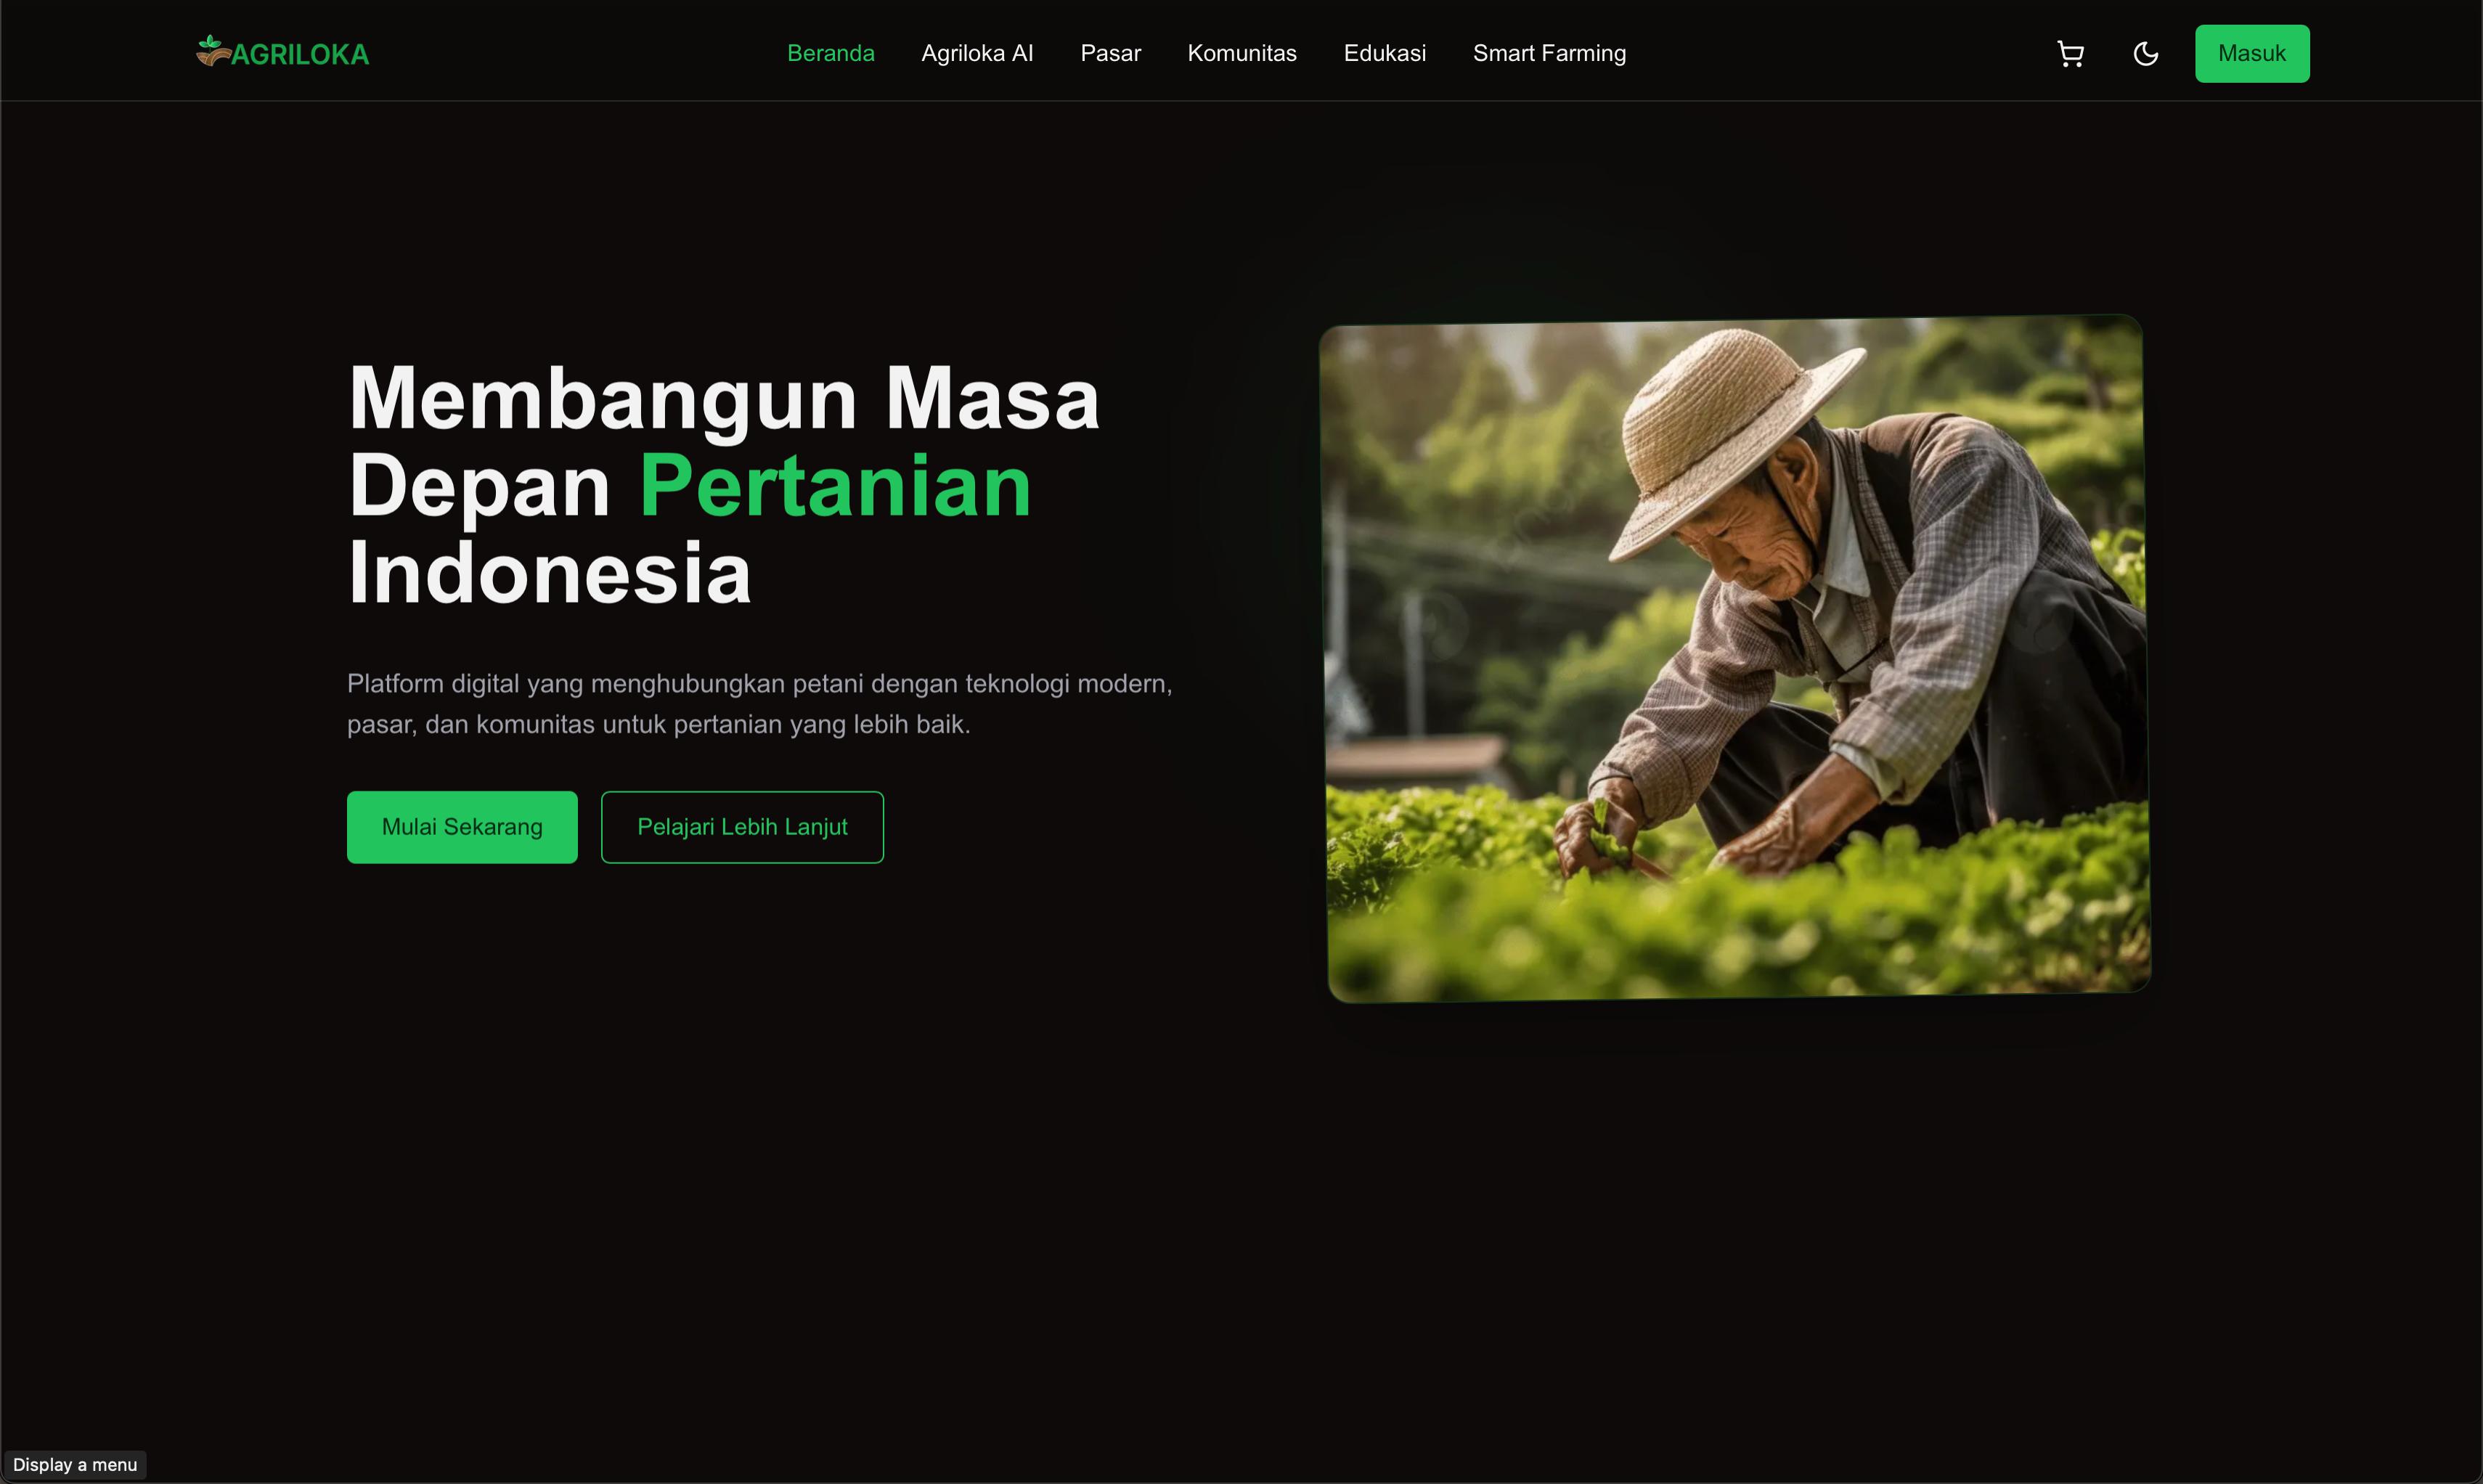 AGRILOKA
Beranda
Agriloka AI
Pasar
Komunitas
Edukasi
Smart Farming
Masuk
Membangun Masa
Depan Pertanian
Indonesia
Platform digital yang menghubungkan petani dengan teknologi modern,
pasar, dan komunitas untuk pertanian yang lebih baik.
Mulai Sekarang
Pelajari Lebih Lanjut
Display a menu